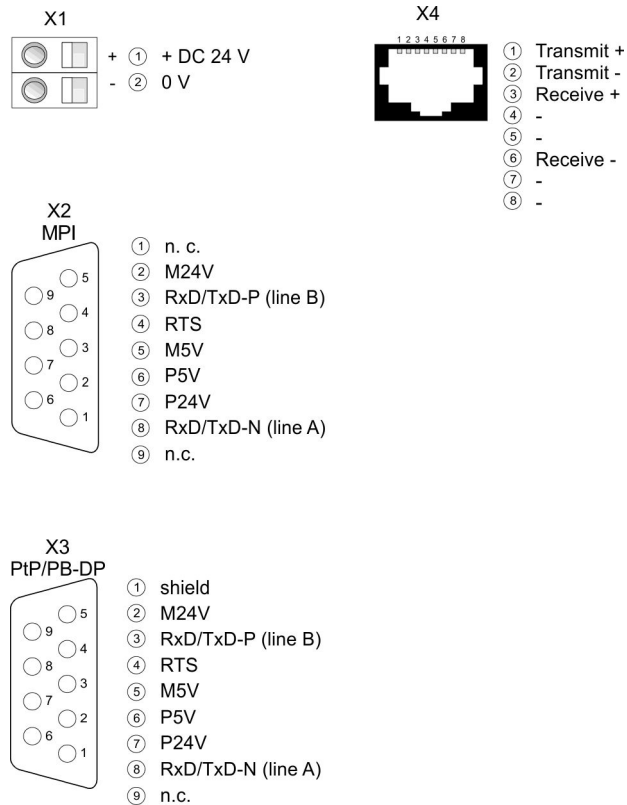 X1
+ 1 + DC 24 V
- 2 0 V
X4
1 2 3 4 5 6 7 8
1 Transmit +
2 Transmit -
3 Receive +
4 -
5 -
6 Receive -
7 -
8 -
X2
MPI
5
9
4
8
3
7
2
6
1
1 n. c.
2 M24V
3 RxD/TxD-P (line B)
4 RTS
5 M5V
6 P5V
7 P24V
8 RxD/TxD-N (line A)
9 n.c.
X3
PtP/PB-DP
5
9
4
8
3
7
2
6
1
1 shield
2 M24V
3 RxD/TxD-P (line B)
4 RTS
5 M5V
6 P5V
7 P24V
8 RxD/TxD-N (line A)
9 n.c.